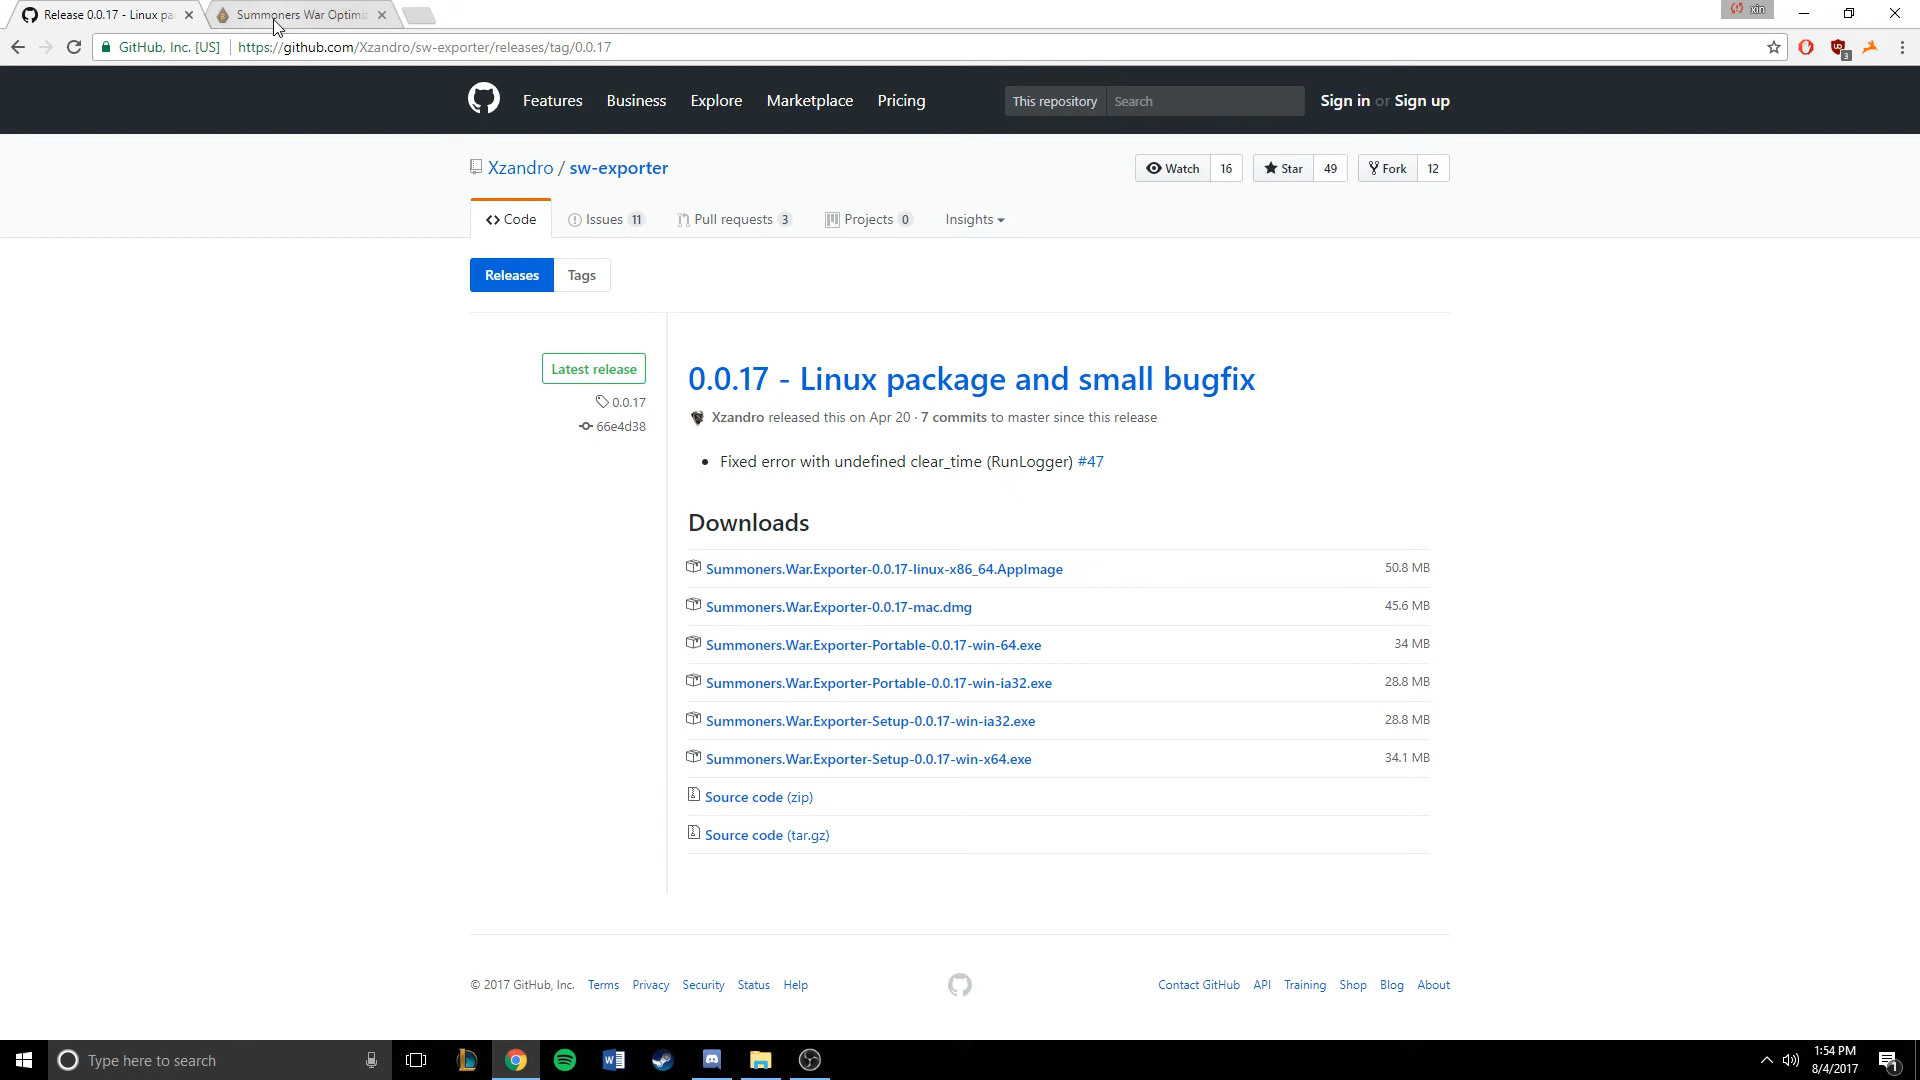 Release 0.0.17 - Linux pa
Summoners War Optimi
xin
GitHub, Inc. [US]
https://github.com/Xzandro/sw-exporter/releases/tag/0.0.17
3
Features
Business
Explore
Marketplace
Pricing
This repository
Search
Sign in or Sign up
Xzandro / sw-exporter
Watch 16
Star 49
Fork 12
Code
Issues 11
Pull requests 3
Projects 0
Insights
Releases
Tags
Latest release
0.0.17
66e4d38
0.0.17 - Linux package and small bugfix
Xzandro released this on Apr 20 · 7 commits to master since this release
Fixed error with undefined clear_time (RunLogger) #47
Downloads
Summoners.War.Exporter-0.0.17-linux-x86_64.AppImage 50.8 MB
Summoners.War.Exporter-0.0.17-mac.dmg 45.6 MB
Summoners.War.Exporter-Portable-0.0.17-win-64.exe 34 MB
Summoners.War.Exporter-Portable-0.0.17-win-ia32.exe 28.8 MB
Summoners.War.Exporter-Setup-0.0.17-win-ia32.exe 28.8 MB
Summoners.War.Exporter-Setup-0.0.17-win-x64.exe 34.1 MB
Source code (zip)
Source code (tar.gz)
© 2017 GitHub, Inc. Terms Privacy Security Status Help
Contact GitHub API Training Shop Blog About
Type here to search
1:54 PM
8/4/2017
1